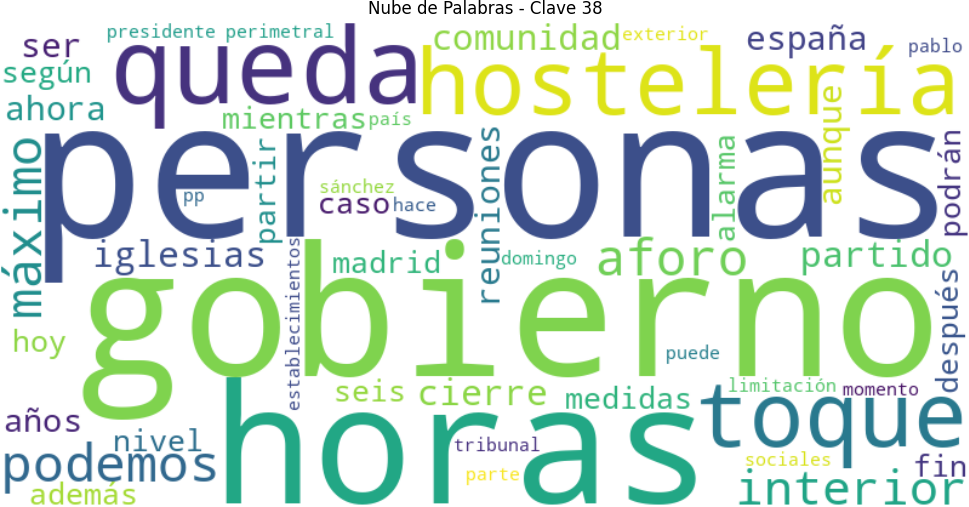 Nube de Palabras - Clave 38
ser
presidente
perimetral
comunidad
exterior
españa
pablo
según
queda
hostelería
ahora
mientras
país
aunque
máximo
personas
partir
reuniones
alarma
podrán
pp
sánchez
caso
hace
iglesias
madrid
domingo
aforo
partido
establecimientos
gobierno
después
hoy
puede
seis
cierre
medidas
limitación
momento
años
nivel
horas
tribunal
toque
podemos
además
parte
sociales
interior
fin